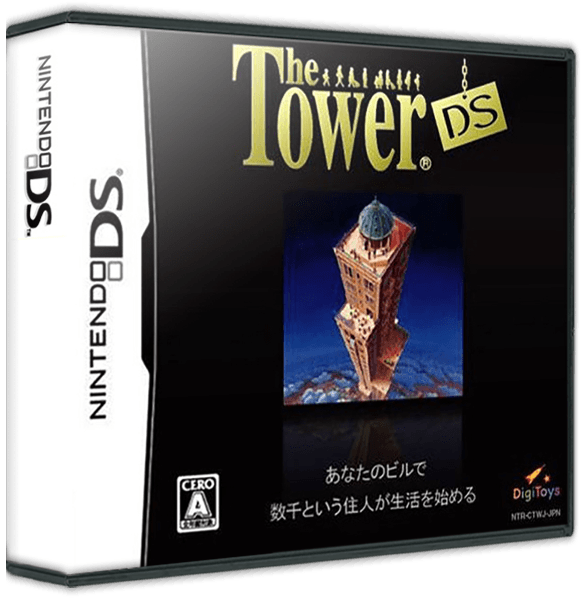 NINTENDO DS™
NINTENDO DS®
The
Tower® DS
あなたのビルで
数千という住人が生活を始める
CERO
A
DigiToys
NTR-CTWJ-JPN